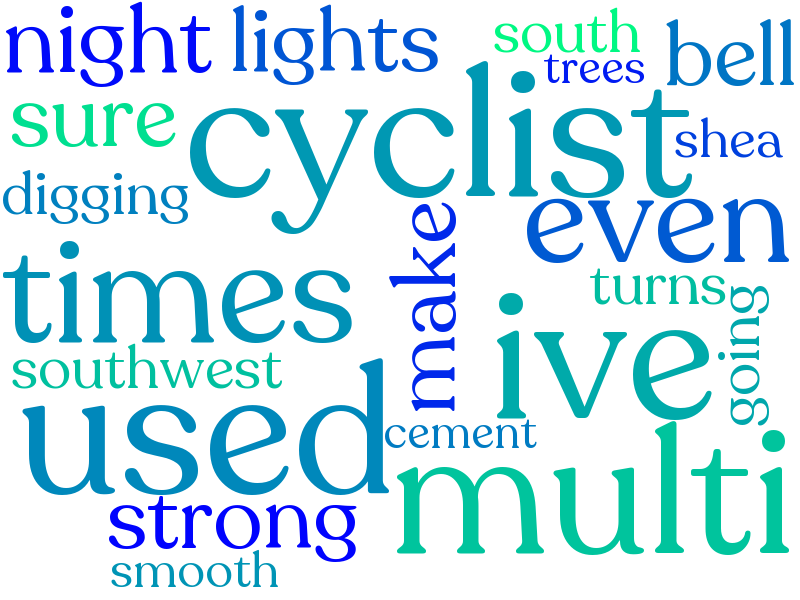 night
lights
south
trees
bell
sure
cyclist
shea
digging
even
make
times
turns
ive
going
southwest
used
cement
multi
strong
smooth